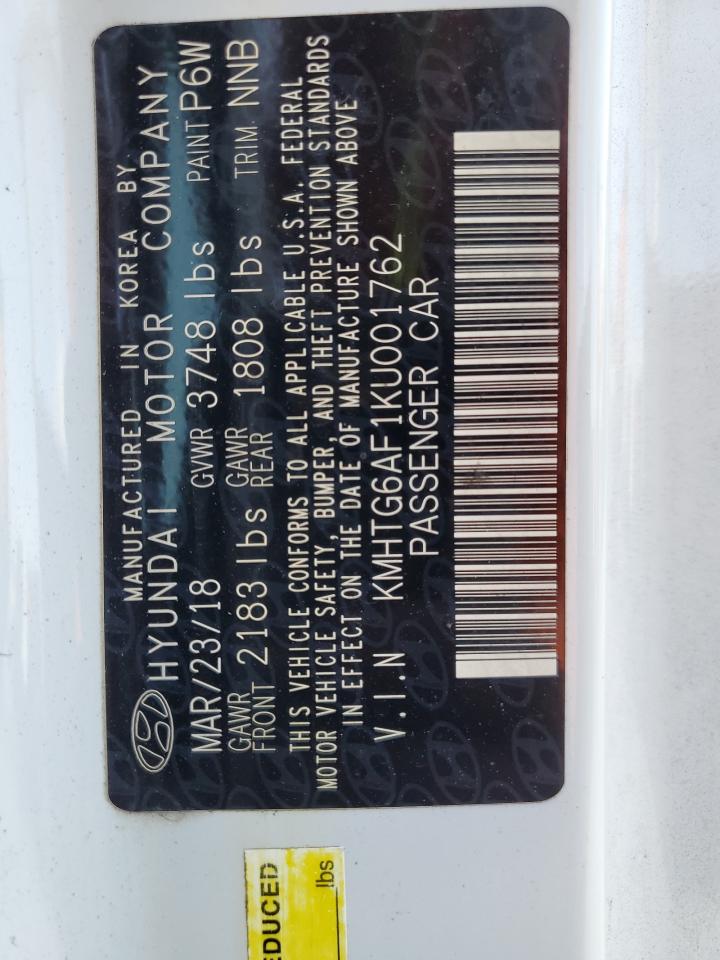 MANUFACTURED IN KOREA BY
HYUNDAI MOTOR COMPANY
MAR/23/18 GVWR 3748 lbs PAINT P6W
GAWR FRONT 2183 lbs GAWR REAR 1808 lbs TRIM NNB
THIS VEHICLE CONFORMS TO ALL APPLICABLE U.S.A. FEDERAL
MOTOR VEHICLE SAFETY, BUMPER, AND THEFT PREVENTION STANDARDS
IN EFFECT ON THE DATE OF MANUFACTURE SHOWN ABOVE
V.I.N KMHTG6AF1KU001762
PASSENGER CAR
EDUCED
lbs